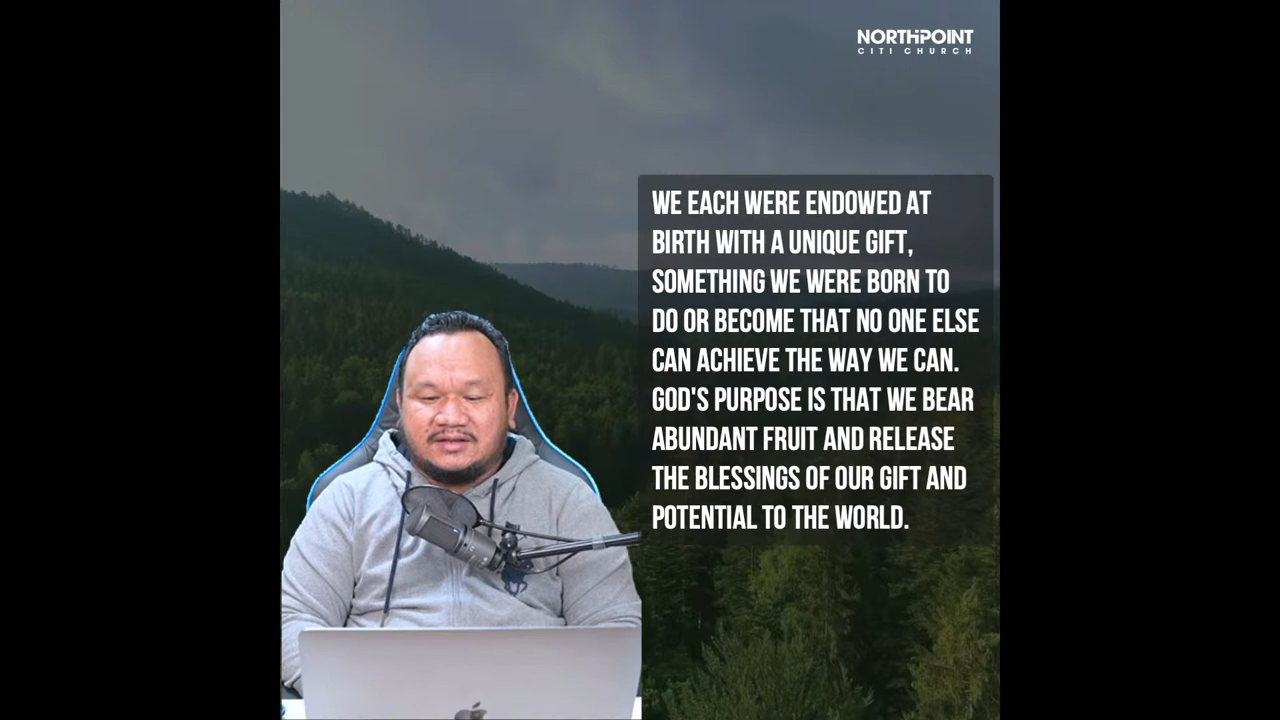 NORTHPOINT
CITI CHURCH
WE EACH WERE ENDOWED AT
BIRTH WITH A UNIQUE GIFT,
SOMETHING WE WERE BORN TO
DO OR BECOME THAT NO ONE ELSE
CAN ACHIEVE THE WAY WE CAN.
GOD'S PURPOSE IS THAT WE BEAR
ABUNDANT FRUIT AND RELEASE
THE BLESSINGS OF OUR GIFT AND
POTENTIAL TO THE WORLD.